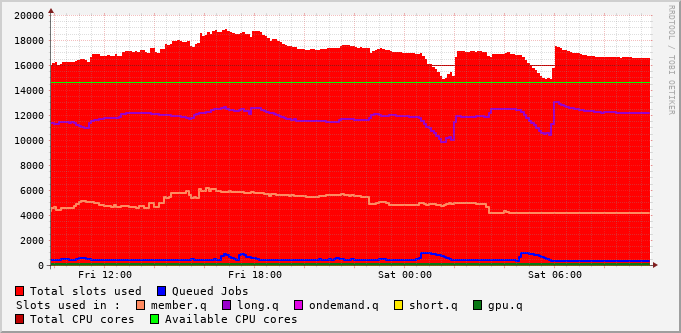 20000
18000
16000
14000
12000
10000
8000
6000
4000
2000
0
Fri 12:00 Fri 18:00 Sat 00:00 Sat 06:00
RRDTOOL / TOBI OETIKER
Total slots used Queued Jobs
Slots used in : member.q long.q ondemand.q short.q gpu.q
Total CPU cores Available CPU cores